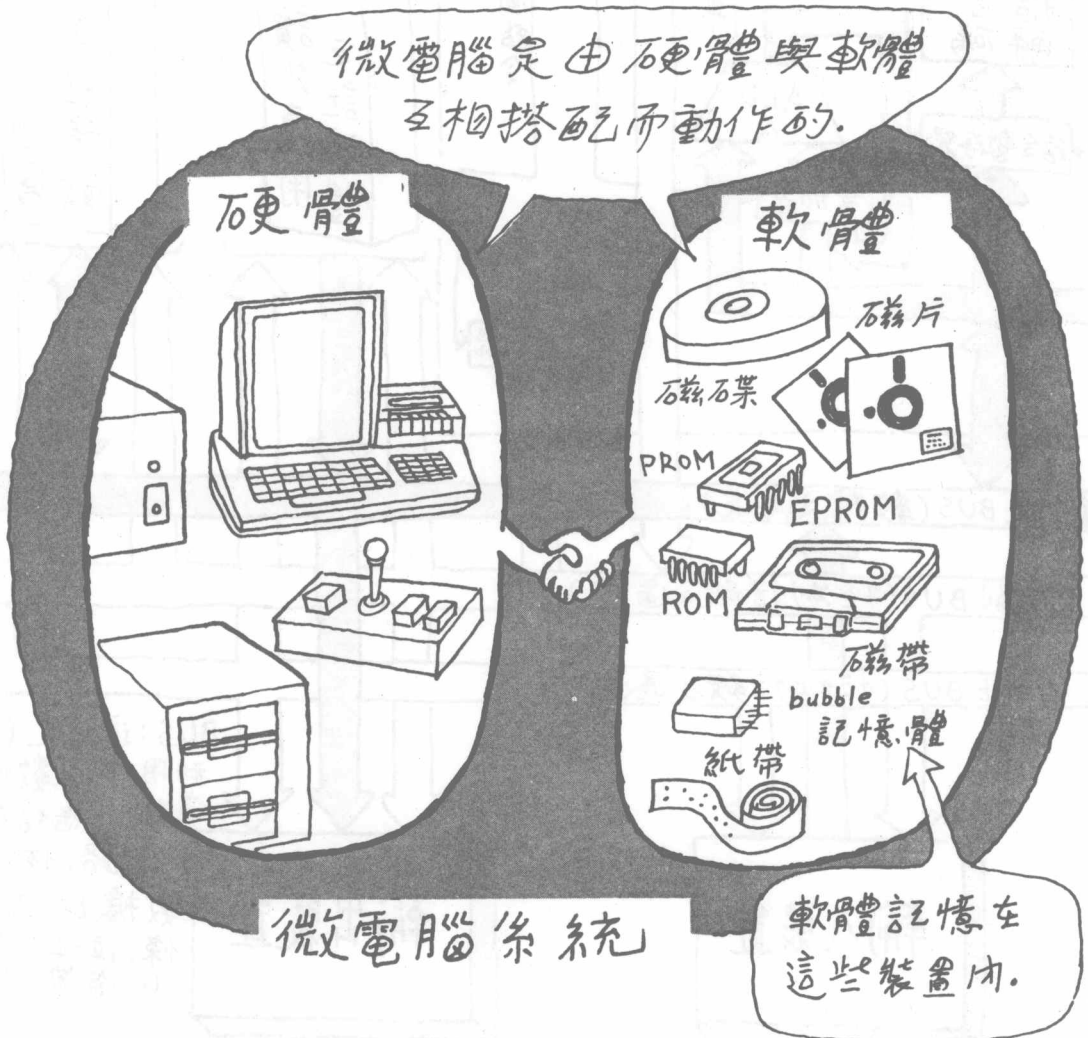 微電腦是由硬體與軟體
互相搭配而動作的.
硬體
軟體
磁片
磁碟
PROM
EPROM
ROM
磁帶
bubble
記憶體
紙帶
微電腦系統
軟體記憶在
這些裝置內.